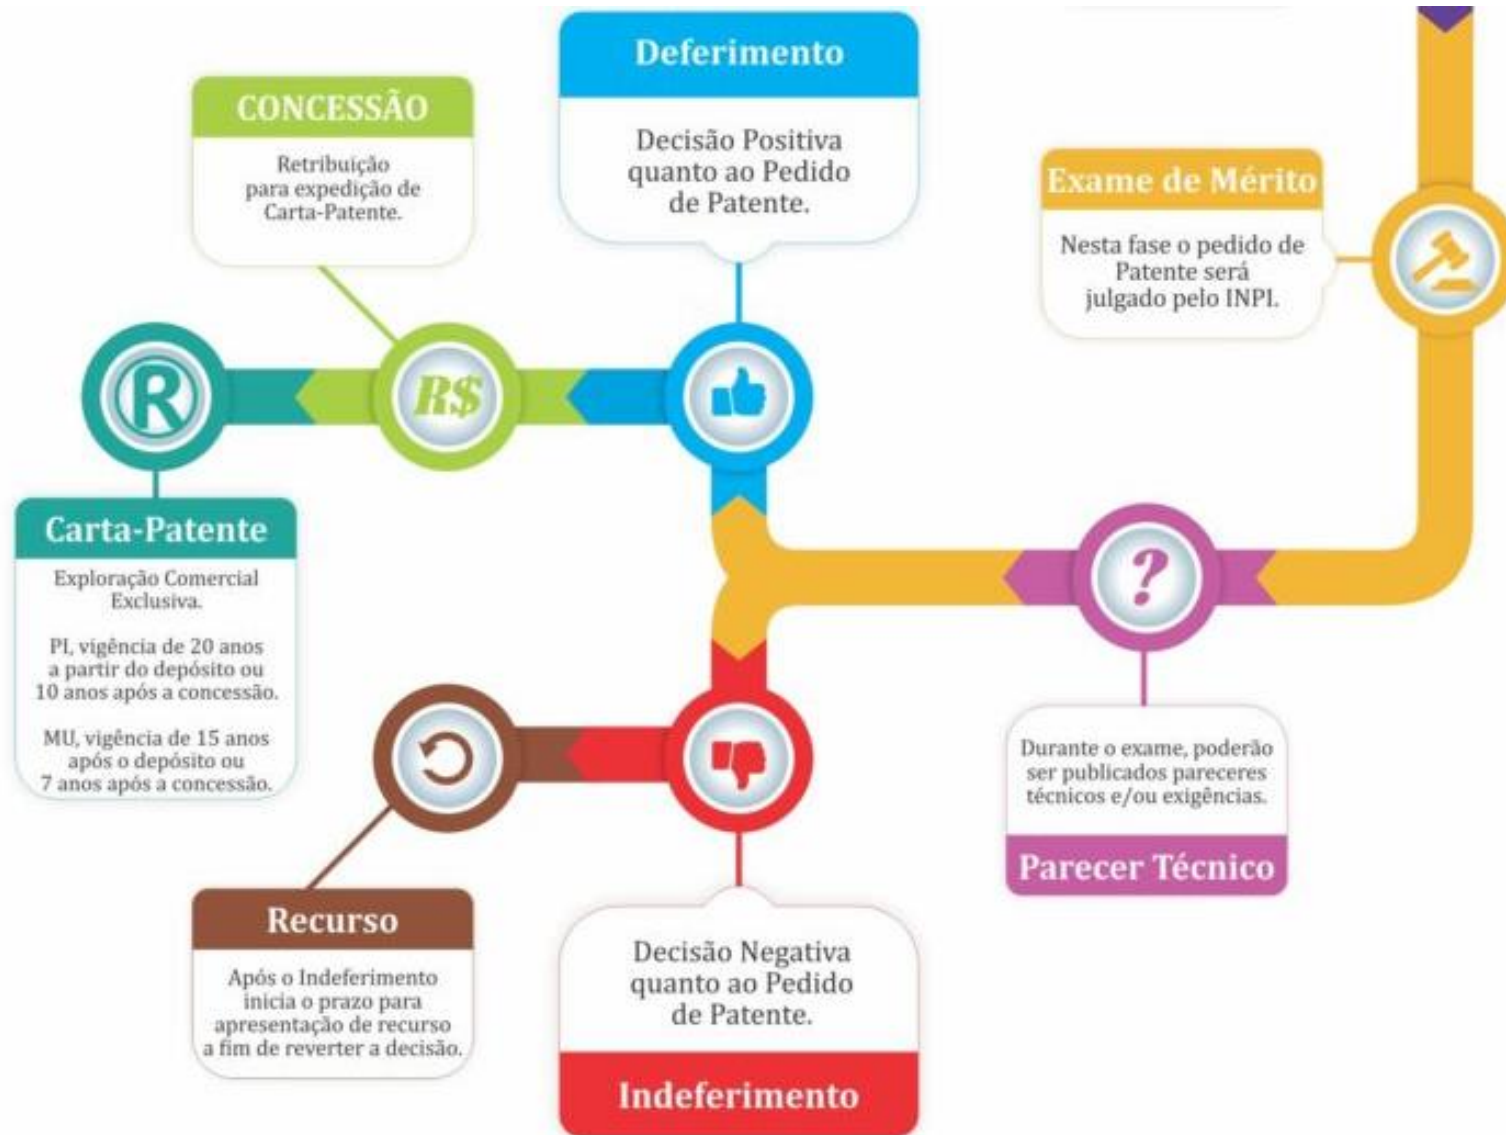 Deferimento
Decisão Positiva
quanto ao Pedido
de Patente.
CONCESSÃO
Retribuição
para expedição de
Carta-Patente.
Exame de Mérito
Nesta fase o pedido de
Patente será
julgado pelo INPI.
R
R$
Carta-Patente
Exploração Comercial
Exclusiva.
PI, vigência de 20 anos
a partir do depósito ou
10 anos após a concessão.
MU, vigência de 15 anos
após o depósito ou
7 anos após a concessão.
?
Durante o exame, poderão
ser publicados pareceres
técnicos e/ou exigências.
Parecer Técnico
Recurso
Após o Indeferimento
inicia o prazo para
apresentação de recurso
a fim de reverter a decisão.
Decisão Negativa
quanto ao Pedido
de Patente.
Indeferimento